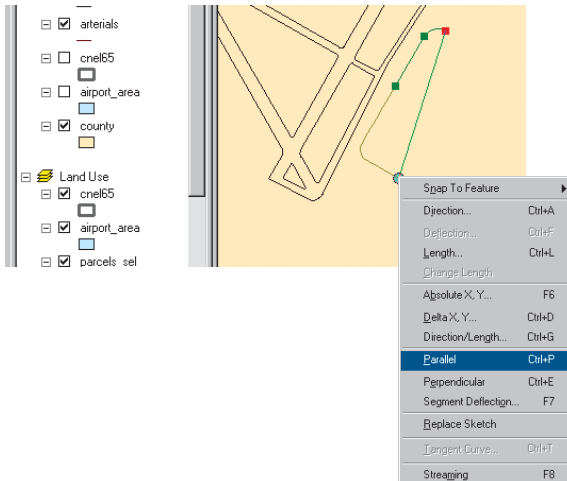 arterials
cnel65
airport_area
county
Land Use
cnel65
airport_area
parcels_sel
Snap To Feature
Direction... Ctrl+A
Deflection... Ctrl+F
Length... Ctrl+L
Change Length
Absolute X, Y... F6
Delta X, Y... Ctrl+D
Direction/Length... Ctrl+G
Parallel Ctrl+P
Perpendicular Ctrl+E
Segment Deflection... F7
Replace Sketch
Tangent Curve... Ctrl+T
Streaming F8